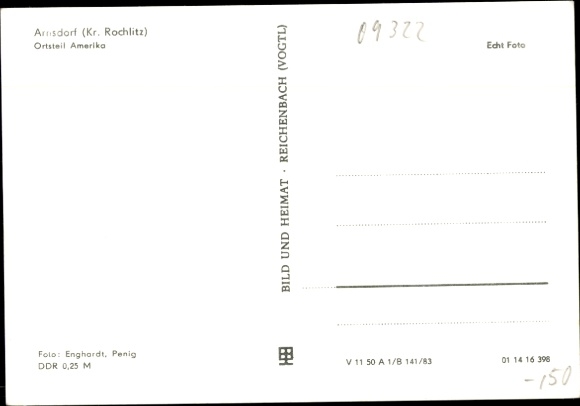 Arnsdorf (Kr. Rochlitz)
Ortsteil Amerika
09322
Echt Foto
BILD UND HEIMAT · REICHENBACH (VOGTL)
Foto: Enghardt, Penig
DDR 0,25 M
V 11 50 A 1/B 141/83
01 14 16 398
-150